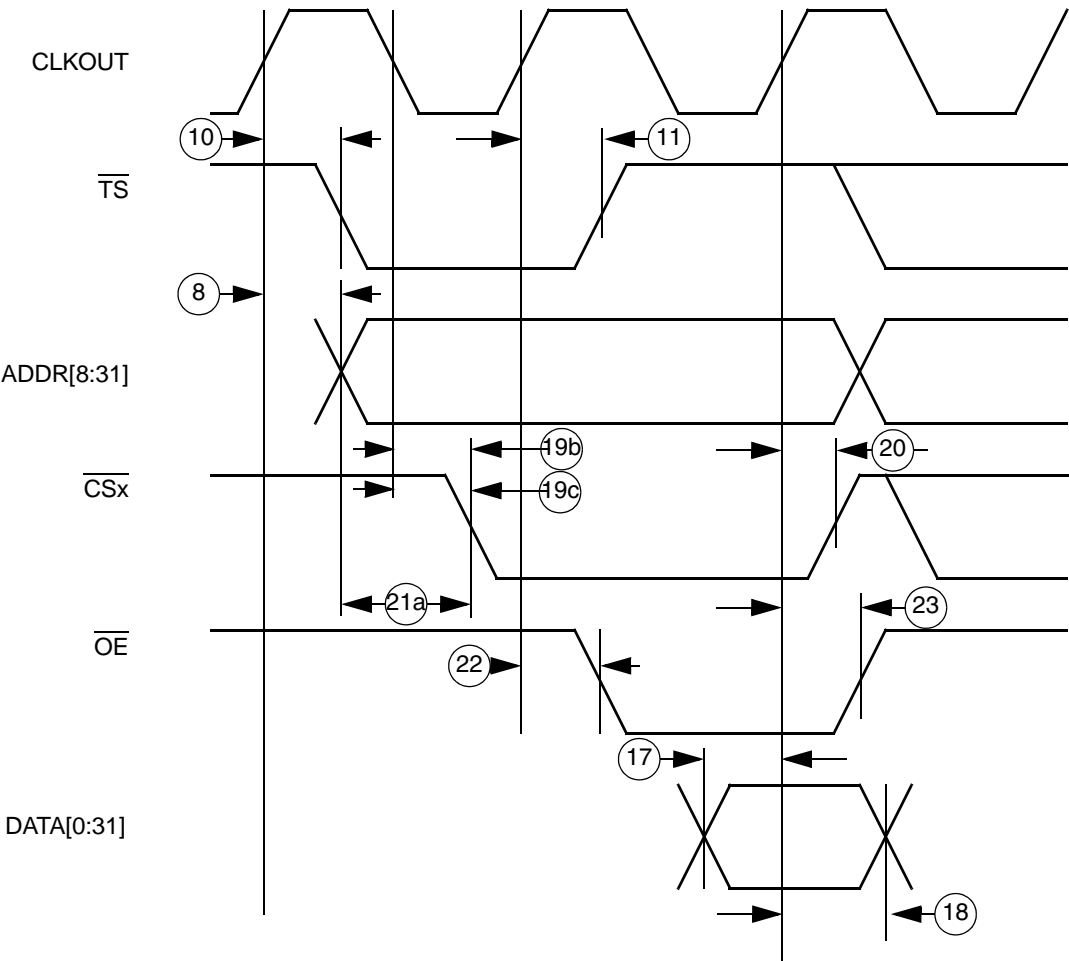 CLKOUT
10
11
TS
8
ADDR[8:31]
19b
20
CSx
19c
21a
23
OE
22
17
DATA[0:31]
18